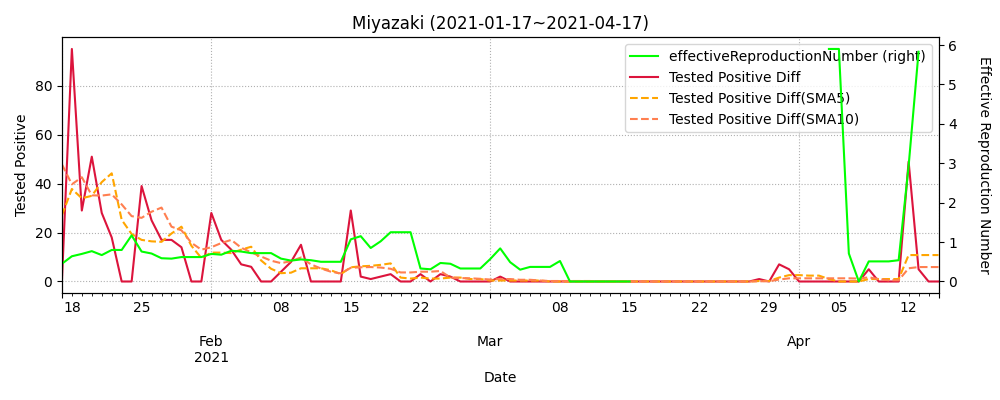 Miyazaki (2021-01-17~2021-04-17)
effectiveReproductionNumber (right)
Tested Positive Diff
Tested Positive Diff(SMA5)
Tested Positive Diff(SMA10)
Tested Positive
80
60
40
20
0
6
5
4
3
2
1
0
Effective Reproduction Number
18 25 08 15 22 08 15 22 29 05 12
Feb Mar Apr
2021
Date